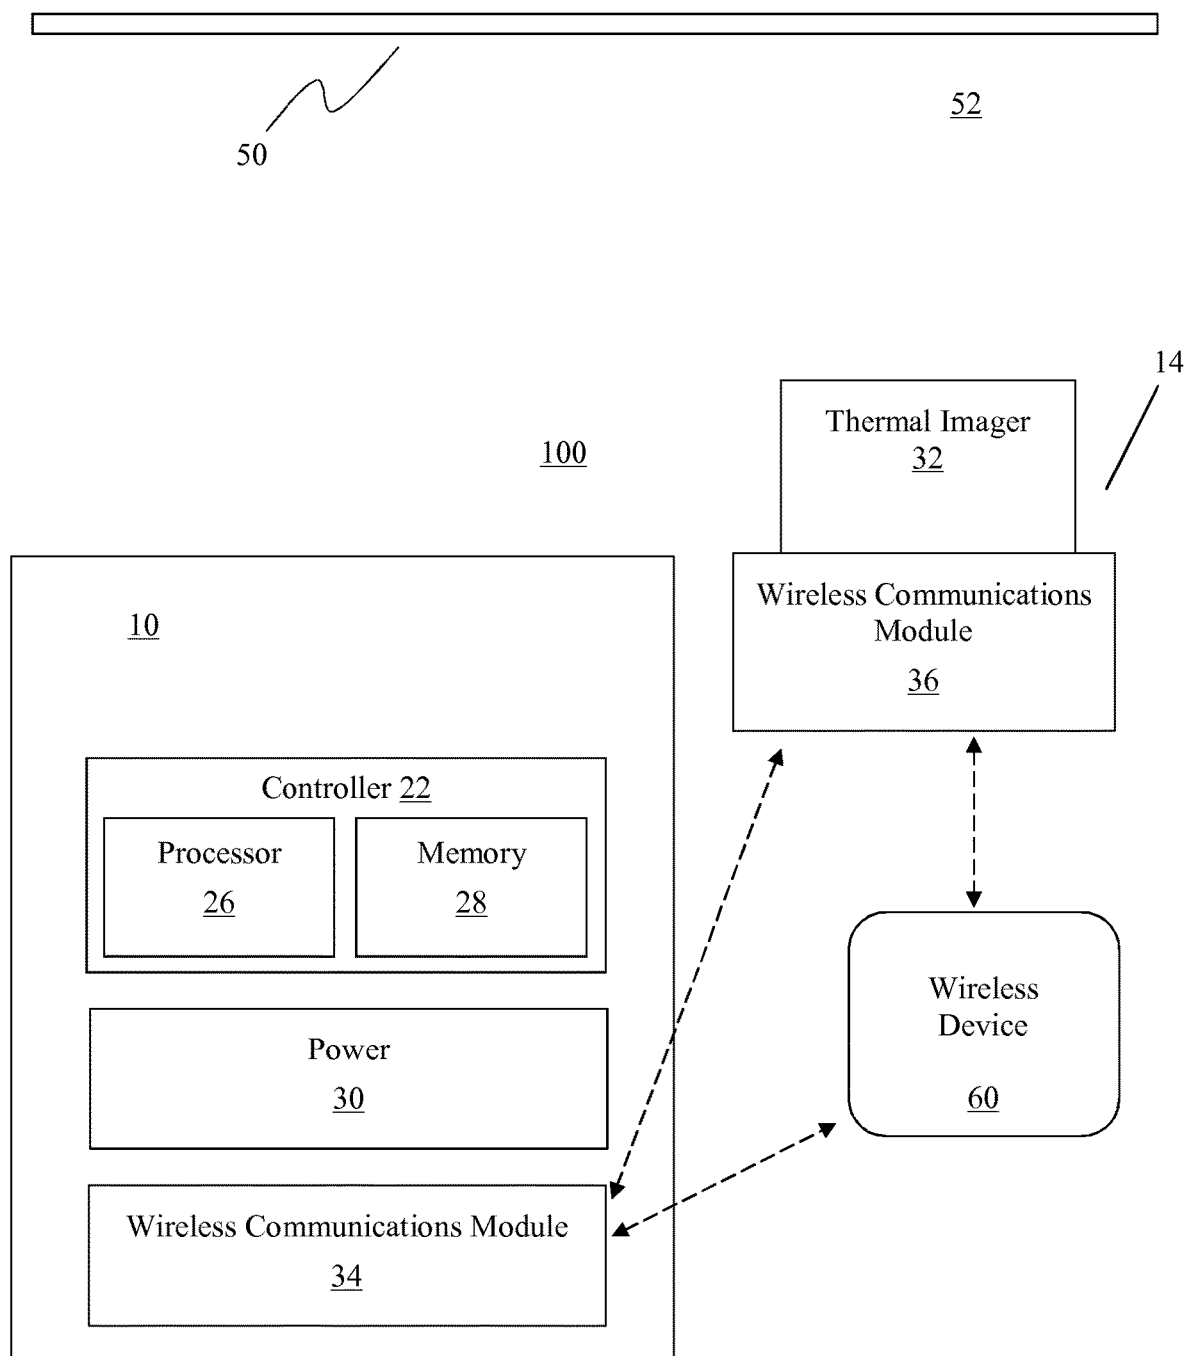 52
50
14
Thermal Imager
32
100
Wireless Communications
Module
36
10
Controller 22
Processor
26
Memory
28
Wireless
Device
60
Power
30
Wireless Communications Module
34